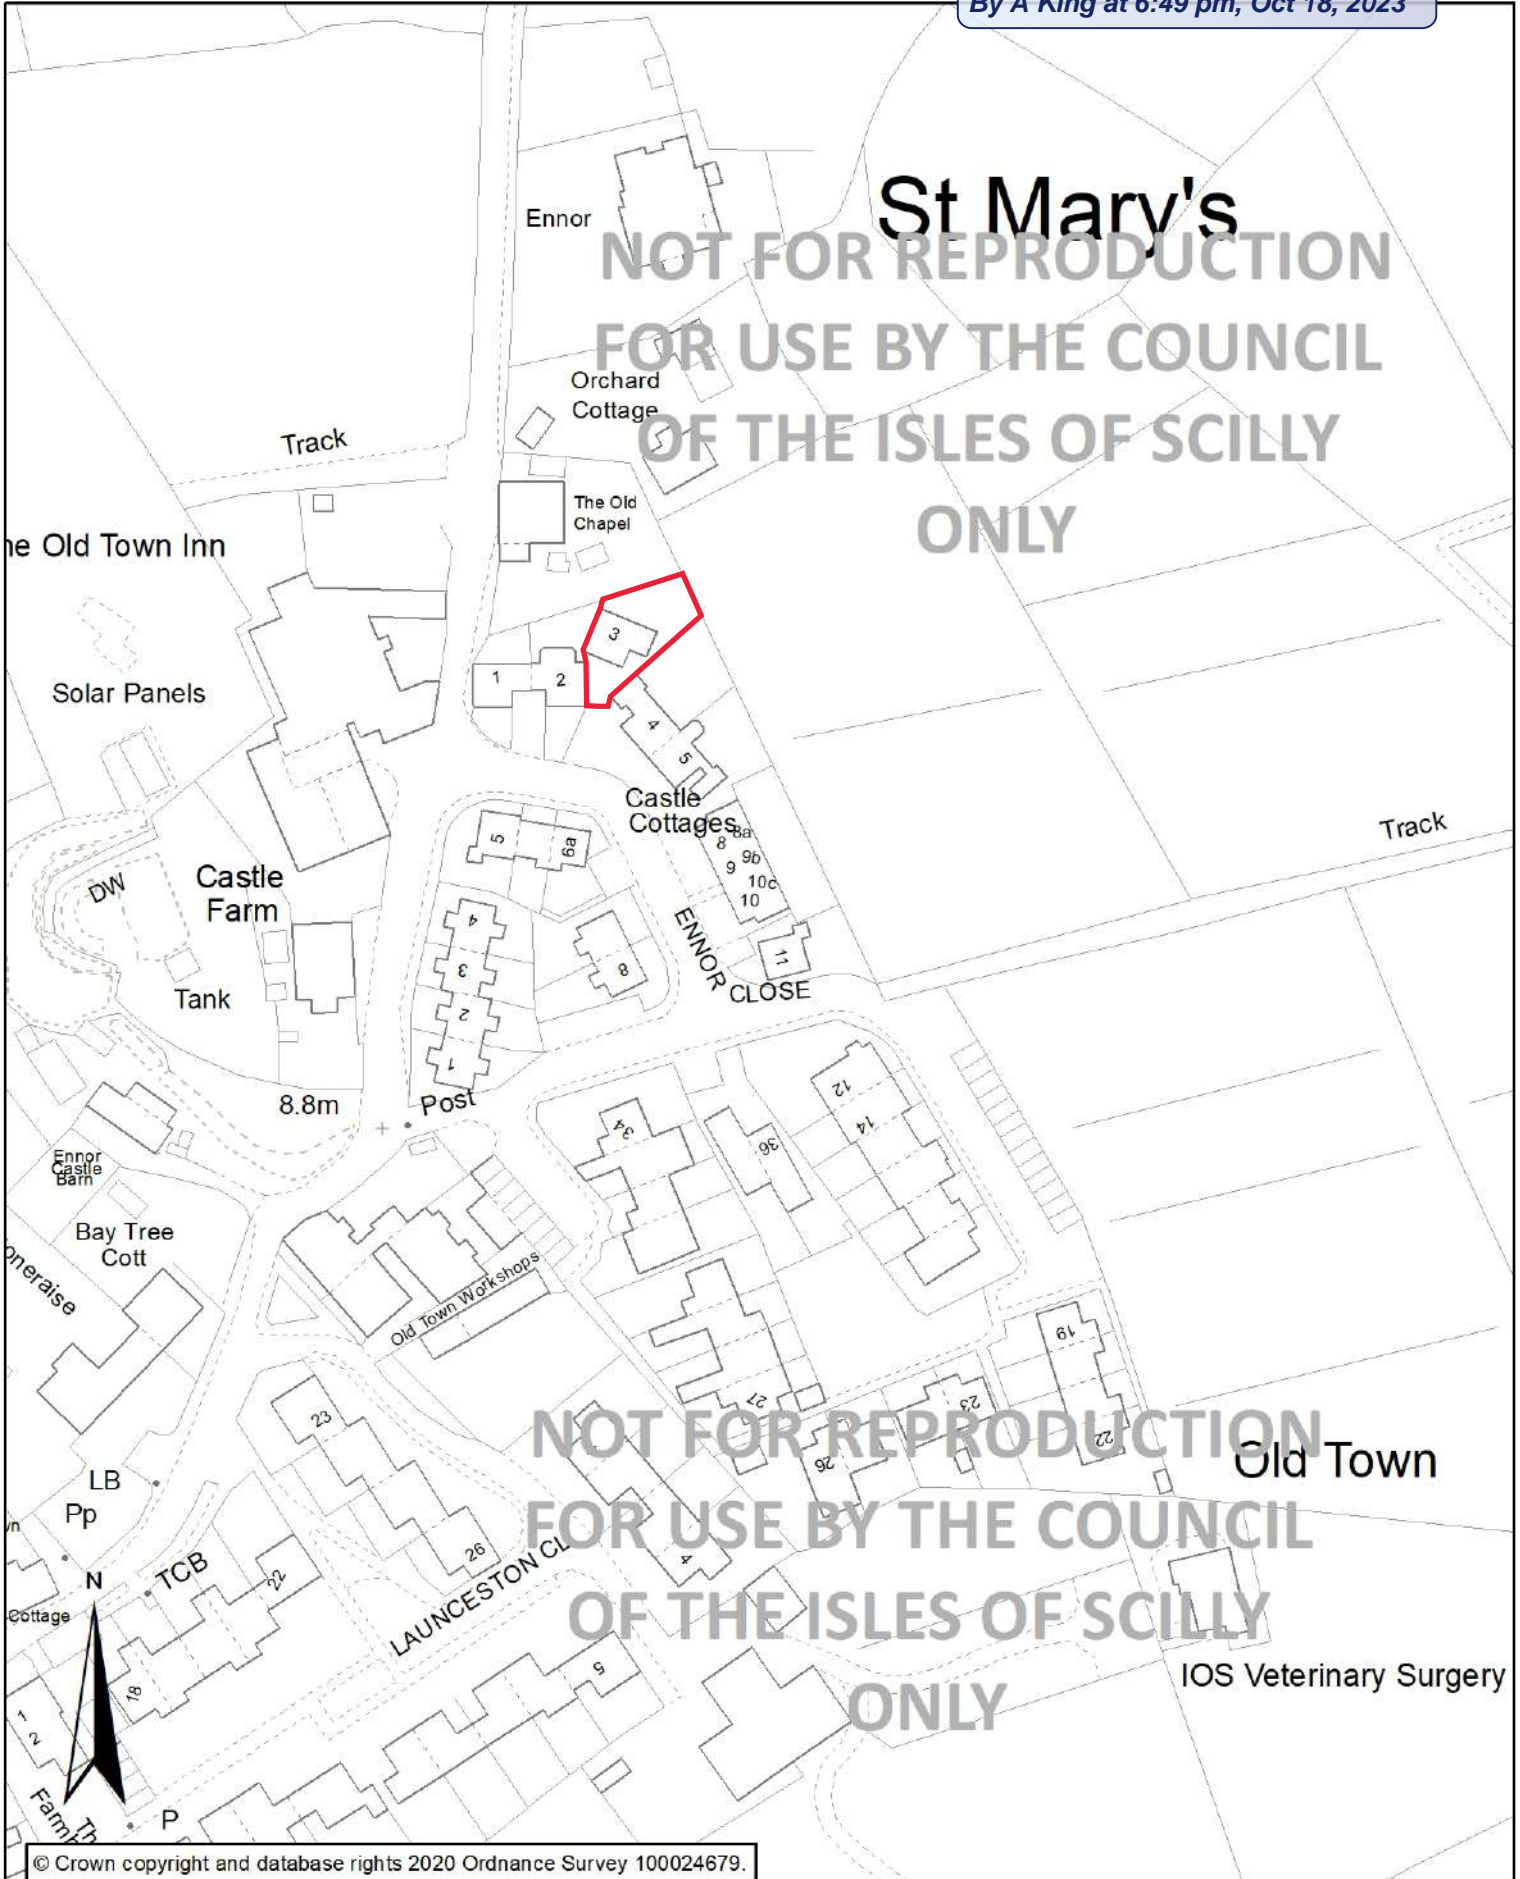 By A King at 6:49 pm, Oct 18, 2023
St Mary's
Ennor
NOT FOR REPRODUCTION
FOR USE BY THE COUNCIL
OF THE ISLES OF SCILLY
ONLY
Orchard
Cottage
Track
The Old
Chapel
he Old Town Inn
3
1
2
Solar Panels
4
5
Castle
Cottages
8a
8
9b
9
10c
10
Track
5
6a
DW
Castle
Farm
4
3
8
ENNOR
CLOSE
11
Tank
2
1
8.8m
Post
12
14
34
36
Ennor
Castle
Barn
Bay Tree
Cott
oneraise
Old Town Workshops
19
23
27
23
22
26
NOT FOR REPRODUCTION
FOR USE BY THE COUNCIL
OF THE ISLES OF SCILLY
ONLY
Old Town
LB
Pp
wn
26
4
LAUNCESTON CL
N
TCB
22
Cottage
18
5
IOS Veterinary Surgery
1
2
Farmh
Th
P
© Crown copyright and database rights 2020 Ordnance Survey 100024679.